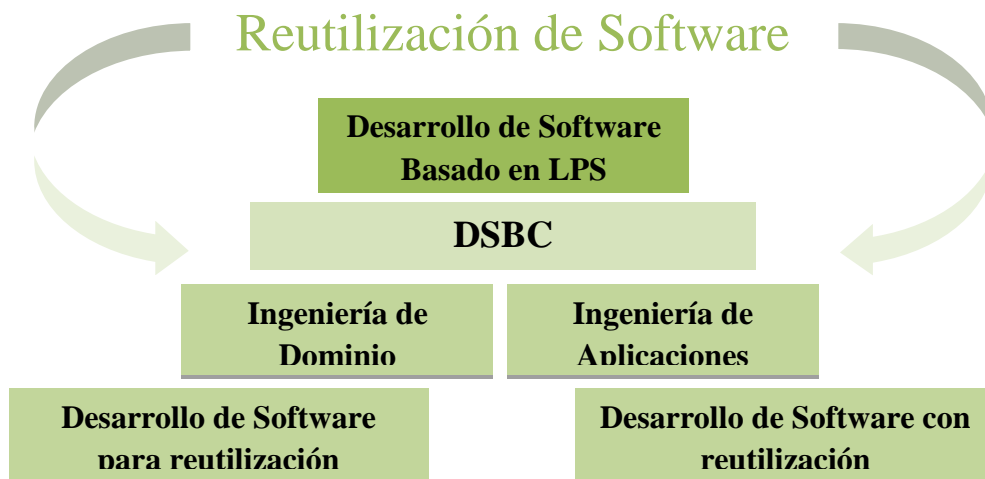 Reutilización de Software
Desarrollo de Software
Basado en LPS
DSBC
Ingeniería de
Dominio
Ingeniería de
Aplicaciones
Desarrollo de Software
para reutilización
Desarrollo de Software con
reutilización